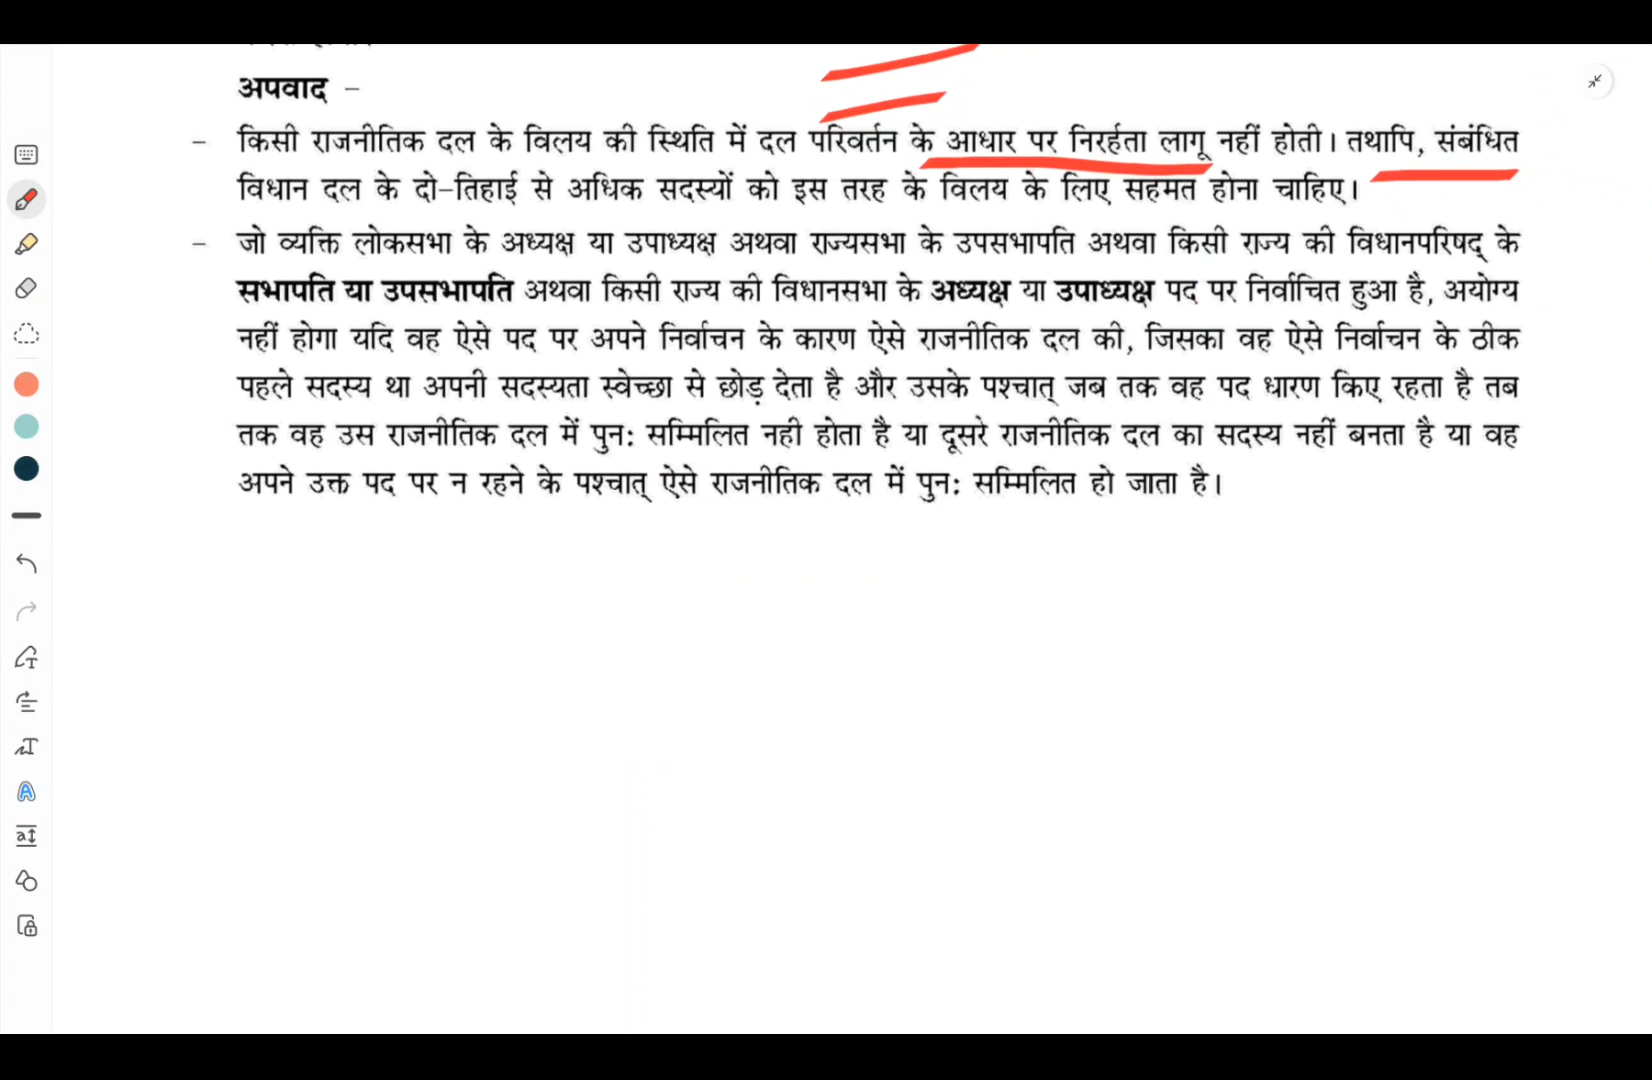 अपवाद –
– किसी राजनीतिक दल के विलय की स्थिति में दल परिवर्तन के आधार पर निरर्हता लागू नहीं होती। तथापि, संबंधित
विधान दल के दो-तिहाई से अधिक सदस्यों को इस तरह के विलय के लिए सहमत होना चाहिए।
– जो व्यक्ति लोकसभा के अध्यक्ष या उपाध्यक्ष अथवा राज्यसभा के उपसभापति अथवा किसी राज्य की विधानपरिषद् के
सभापति या उपसभापति अथवा किसी राज्य की विधानसभा के अध्यक्ष या उपाध्यक्ष पद पर निर्वाचित हुआ है, अयोग्य
नहीं होगा यदि वह ऐसे पद पर अपने निर्वाचन के कारण ऐसे राजनीतिक दल की, जिसका वह ऐसे निर्वाचन के ठीक
पहले सदस्य था अपनी सदस्यता स्वेच्छा से छोड़ देता है और उसके पश्चात् जब तक वह पद धारण किए रहता है तब
तक वह उस राजनीतिक दल में पुन: सम्मिलित नही होता है या दूसरे राजनीतिक दल का सदस्य नहीं बनता है या वह
अपने उक्त पद पर न रहने के पश्चात् ऐसे राजनीतिक दल में पुन: सम्मिलित हो जाता है।